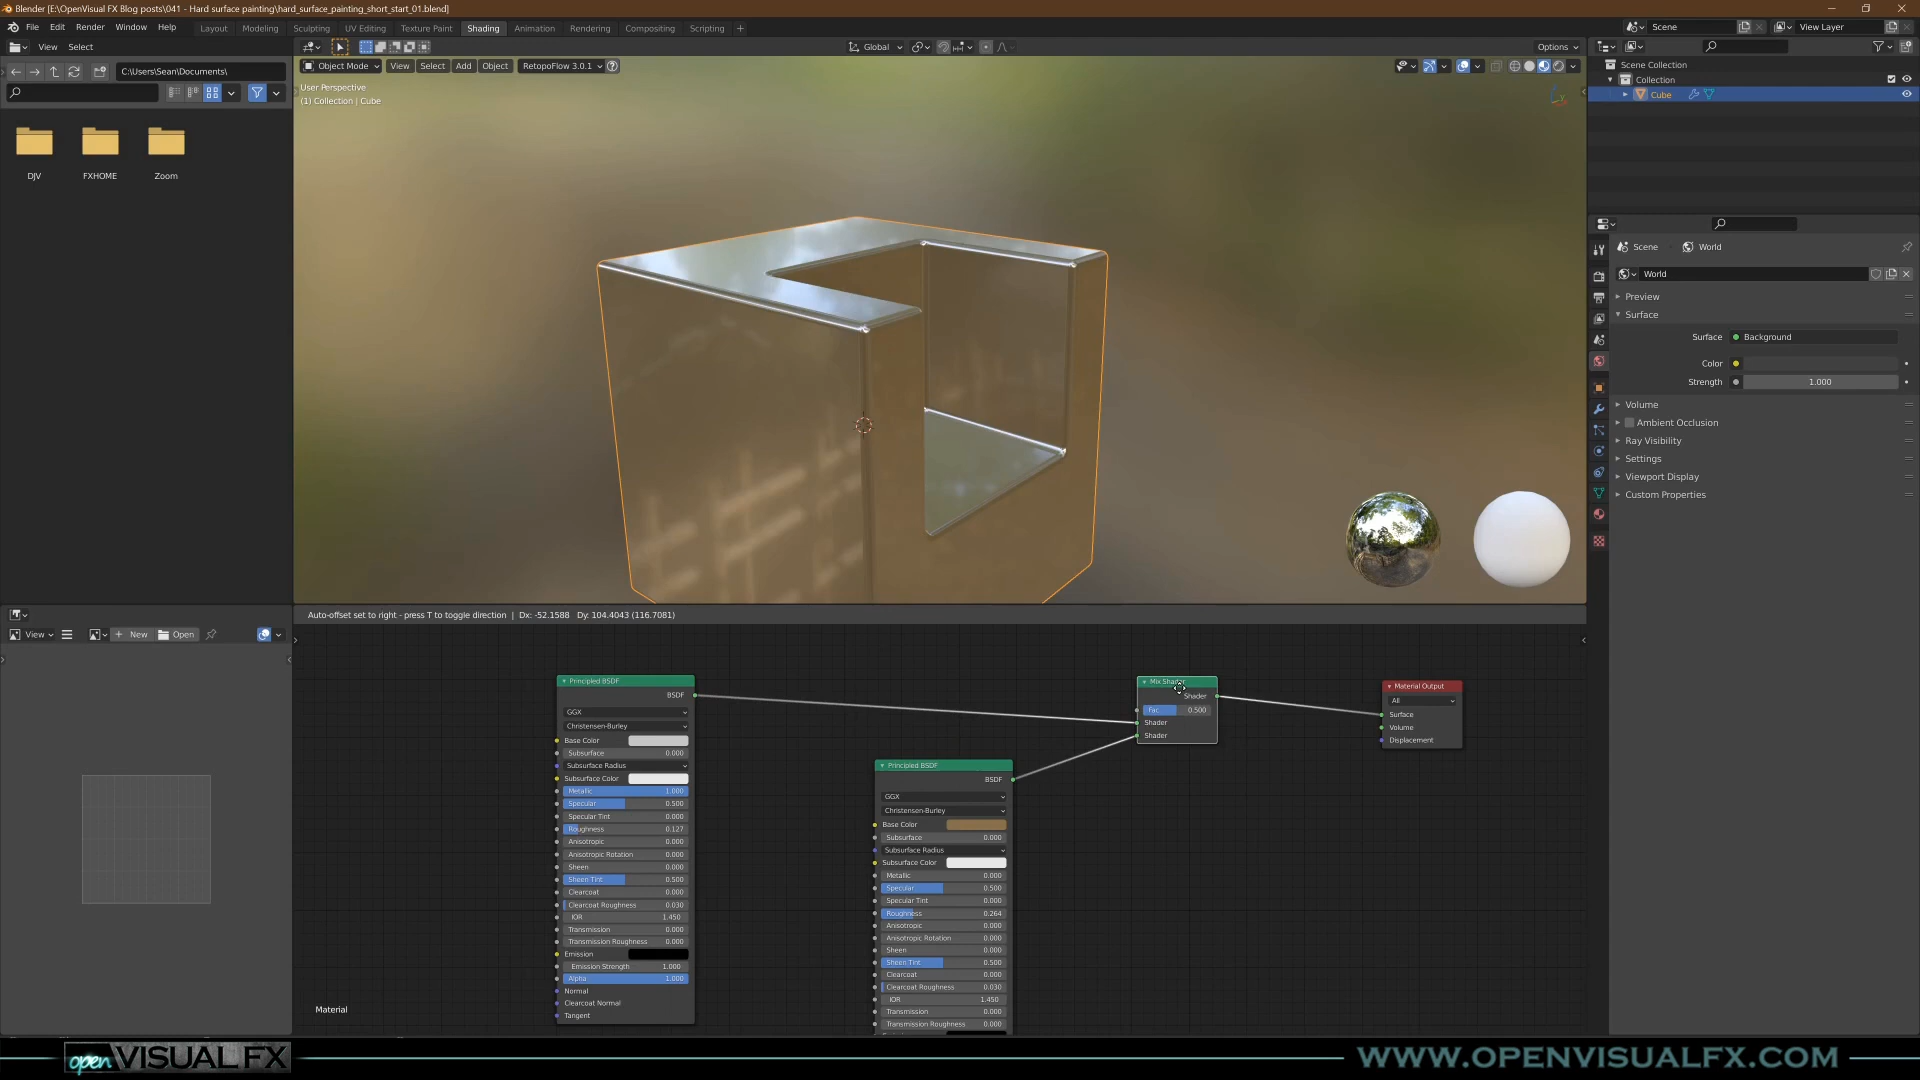 Blender [E:\OpenVisual FX Blog posts\041 - Hard surface painting\hard_surface_painting_short_start_01.blend]
File Edit Render Window Help Layout Modeling Sculpting UV Editing Texture Paint Shading Animation Rendering Compositing Scripting + Scene View Layer
View Select Global Options
C:\Users\Sean\Documents\
Object Mode View Select Add Object RetopoFlow 3.0.1
User Perspective
(1) Collection | Cube
DJV FXHOME Zoom
Scene Collection
Collection
Cube
Scene World
World
Preview
Surface
Surface Background
Color
Strength 1.000
Volume
Ambient Occlusion
Ray Visibility
Settings
Viewport Display
Custom Properties
Auto-offset set to right - press T to toggle direction | Dx: -52.1588 Dy: 104.4043 (116.7081)
View + New Open
Principled BSDF
BSDF
GGX
Christensen-Burley
Base Color
Subsurface 0.000
Subsurface Radius
Subsurface Color
Metallic 1.000
Specular 0.500
Specular Tint 0.000
Roughness 0.127
Anisotropic 0.000
Anisotropic Rotation 0.000
Sheen 0.000
Sheen Tint 0.500
Clearcoat 0.000
Clearcoat Roughness 0.030
IOR 1.450
Transmission 0.000
Transmission Roughness 0.000
Emission
Emission Strength 1.000
Alpha 1.000
Normal
Clearcoat Normal
Tangent
Principled BSDF
BSDF
GGX
Christensen-Burley
Base Color
Subsurface 0.000
Subsurface Radius
Subsurface Color
Metallic 0.000
Specular 0.500
Specular Tint 0.000
Roughness 0.264
Anisotropic 0.000
Anisotropic Rotation 0.000
Sheen 0.000
Sheen Tint 0.500
Clearcoat 0.000
Clearcoat Roughness 0.030
IOR 1.450
Transmission 0.000
Transmission Roughness 0.000
Mix Shader
Shader
Fac 0.500
Shader
Shader
Material Output
All
Surface
Volume
Displacement
Material
open VISUALFX
WWW.OPENVISUALFX.COM